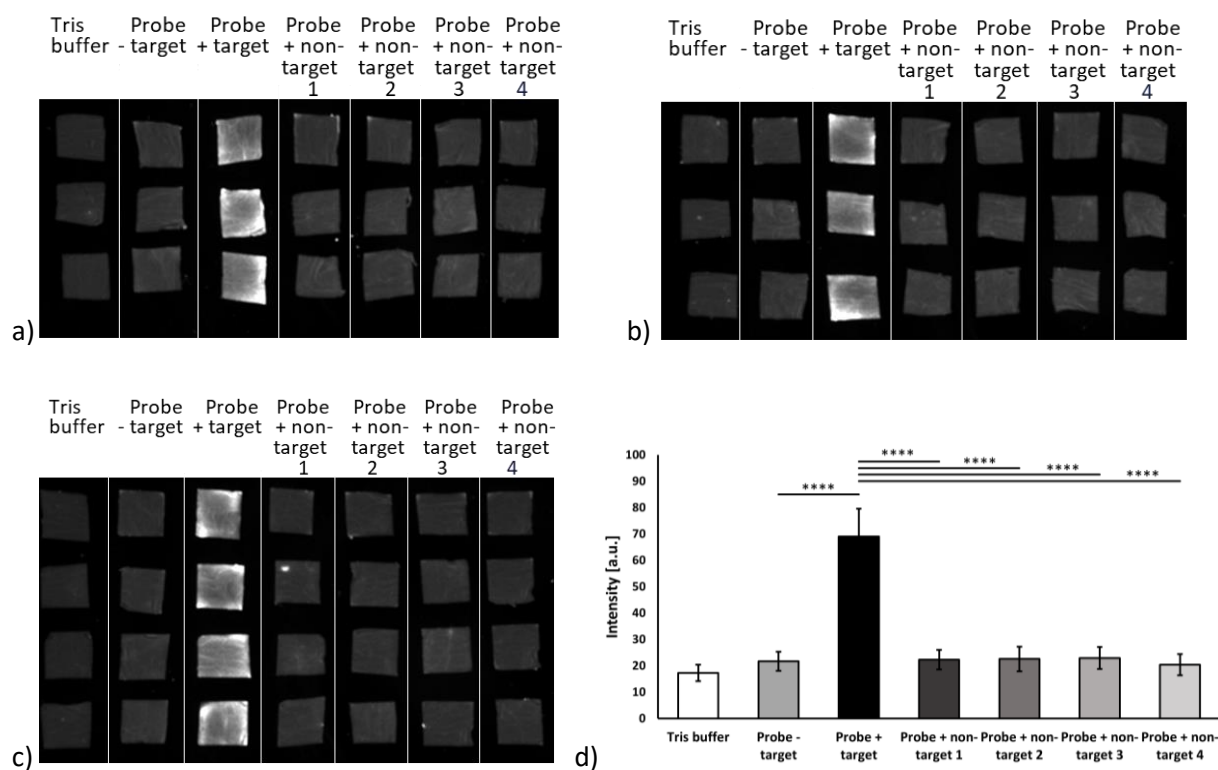 Tris
buffer
Probe
- target
Probe
+ target
Probe
+ non-
target
1
Probe
+ non-
target
2
Probe
+ non-
target
3
Probe
+ non-
target
4
a)
Tris
buffer
Probe
- target
Probe
+ target
Probe
+ non-
target
1
Probe
+ non-
target
2
Probe
+ non-
target
3
Probe
+ non-
target
4
b)
Tris
buffer
Probe
- target
Probe
+ target
Probe
+ non-
target
1
Probe
+ non-
target
2
Probe
+ non-
target
3
Probe
+ non-
target
4
c)
Intensity [a.u.]
100
90
80
70
60
50
40
30
20
10
0
****
****
****
****
****
Tris buffer
Probe -
target
Probe +
target
Probe + non-
target 1
Probe + non-
target 2
Probe + non-
target 3
Probe + non-
target 4
d)